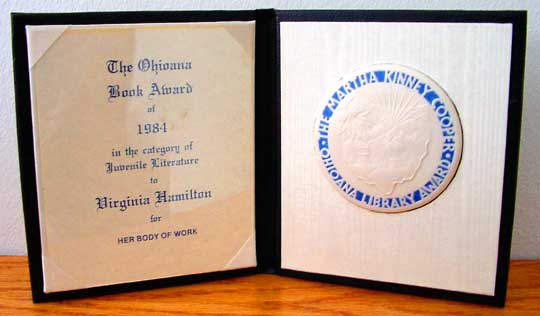 The Ohioana
Book Award
of
1984
in the category of
Juvenile Literature
to
Virginia Hamilton
for
HER BODY OF WORK
· THE MARTHA KINNEY COOPER ·
OHIOANA LIBRARY AWARD